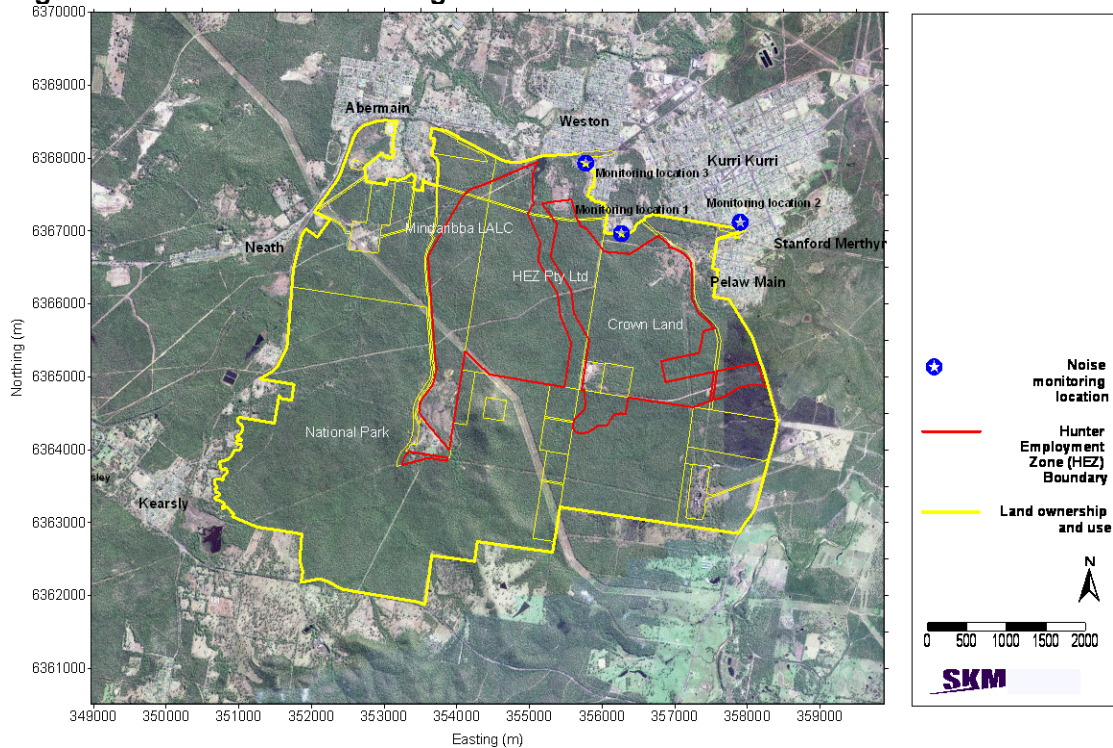 6370000
6369000
6368000
6367000
6366000
6365000
6364000
6363000
6362000
6361000
Northing (m)
349000 350000 351000 352000 353000 354000 355000 356000 357000 358000 359000
Easting (m)
Abermain
Weston
Kurri Kurri
Monitoring location 3
Monitoring location 1
Monitoring location 2
Mindaribba LALC
Neath
Stanford Merthyr
HEZ Pty Ltd
Pelaw Main
Crown Land
National Park
sley
Kearsly
Noise
monitoring
location
Hunter
Employment
Zone (HEZ)
Boundary
Land ownership
and use
N
0 500 1000 1500 2000
SKM